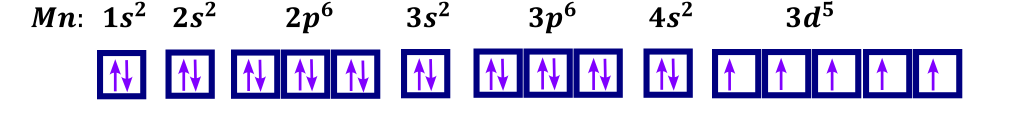 Mn: 1s² 2s² 2p⁶ 3s² 3p⁶ 4s² 3d⁵